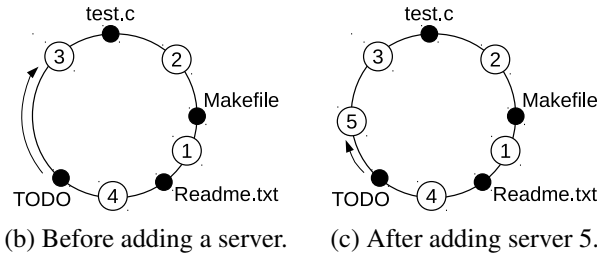 test.c
3
2
Makefile
1
TODO
4
Readme.txt
(b) Before adding a server.
test.c
3
2
Makefile
5
1
TODO
4
Readme.txt
(c) After adding server 5.